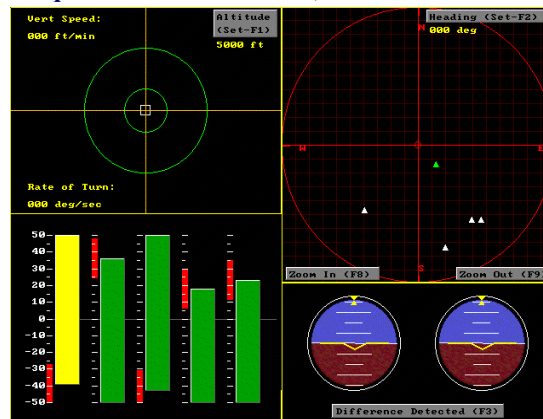 Vert Speed:
000 ft/min
Altitude
(Set-F1)
5000 ft
Rate of Turn:
000 deg/sec
Heading (Set-F2)
000 deg
N
W
E
S
Zoom In (F8)
Zoom Out (F9)
50
40
30
20
10
0
-10
-20
-30
-40
-50
Difference Detected (F3)